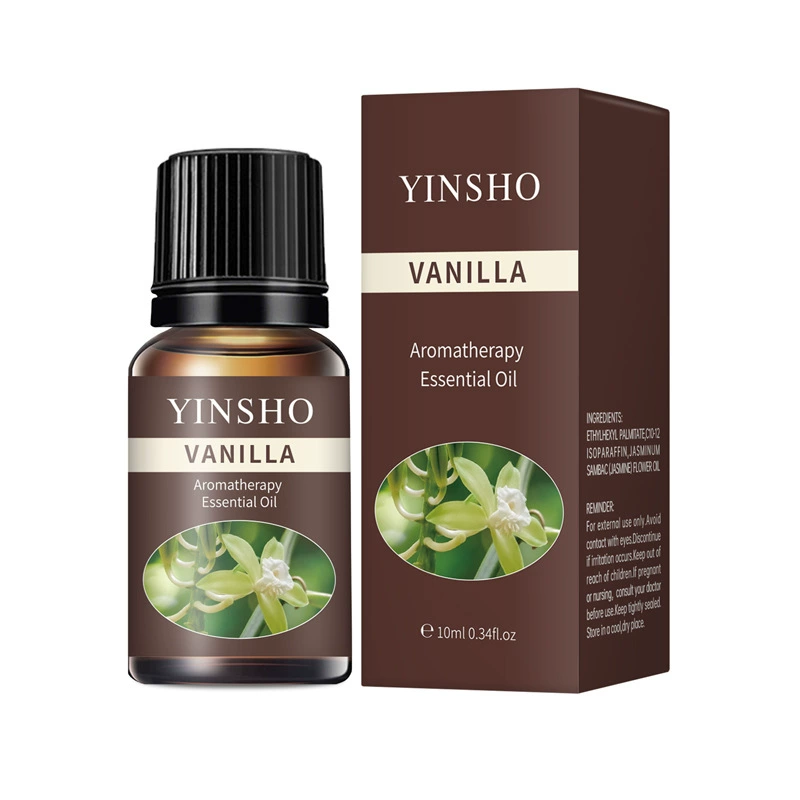 YINSHO
VANILLA
Aromatherapy
Essential Oil
YINSHO
VANILLA
Aromatherapy
Essential Oil
℮ 10ml 0.34fl.oz
INGREDIENTS:
ETHYLHEXYL PALMITATE,C10-12
ISOPARAFFIN,JASMINUM
SAMBAC (JASMINE) FLOWER OIL
REMINDER:
For external use only.Avoid
contact with eyes.Discontinue
if irritation occurs.Keep out of
reach of children.If pregnant
or nursing, consult your doctor
before use.Keep tightly sealed.
Store in a cool,dry place.